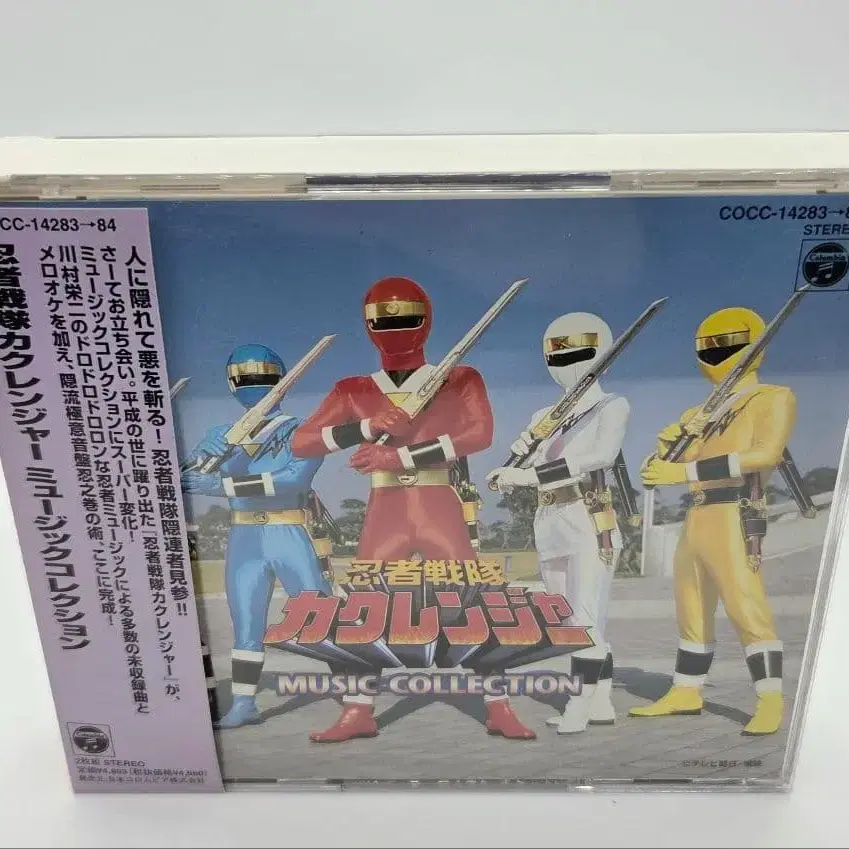 CC-14283→84
人に隠れて悪を斬る！忍者戦隊隠連者見参!!
さーてお立ち会い。平成の世に躍り出た『忍者戦隊カクレンジャー』が、
ミュージックコレクションにスーパー変化！
川村栄二のドロドロドロロンな忍者ミュージックによる多数の未収録曲と
メロオケを加え、隠流極意音盤忍之巻の術、ここに完成！
忍者戦隊カクレンジャー ミュージックコレクション
2枚組 STEREO
COCC-14283→8
STEREO
Columbia
忍者戦隊
カクレンジャー
MUSIC COLLECTION